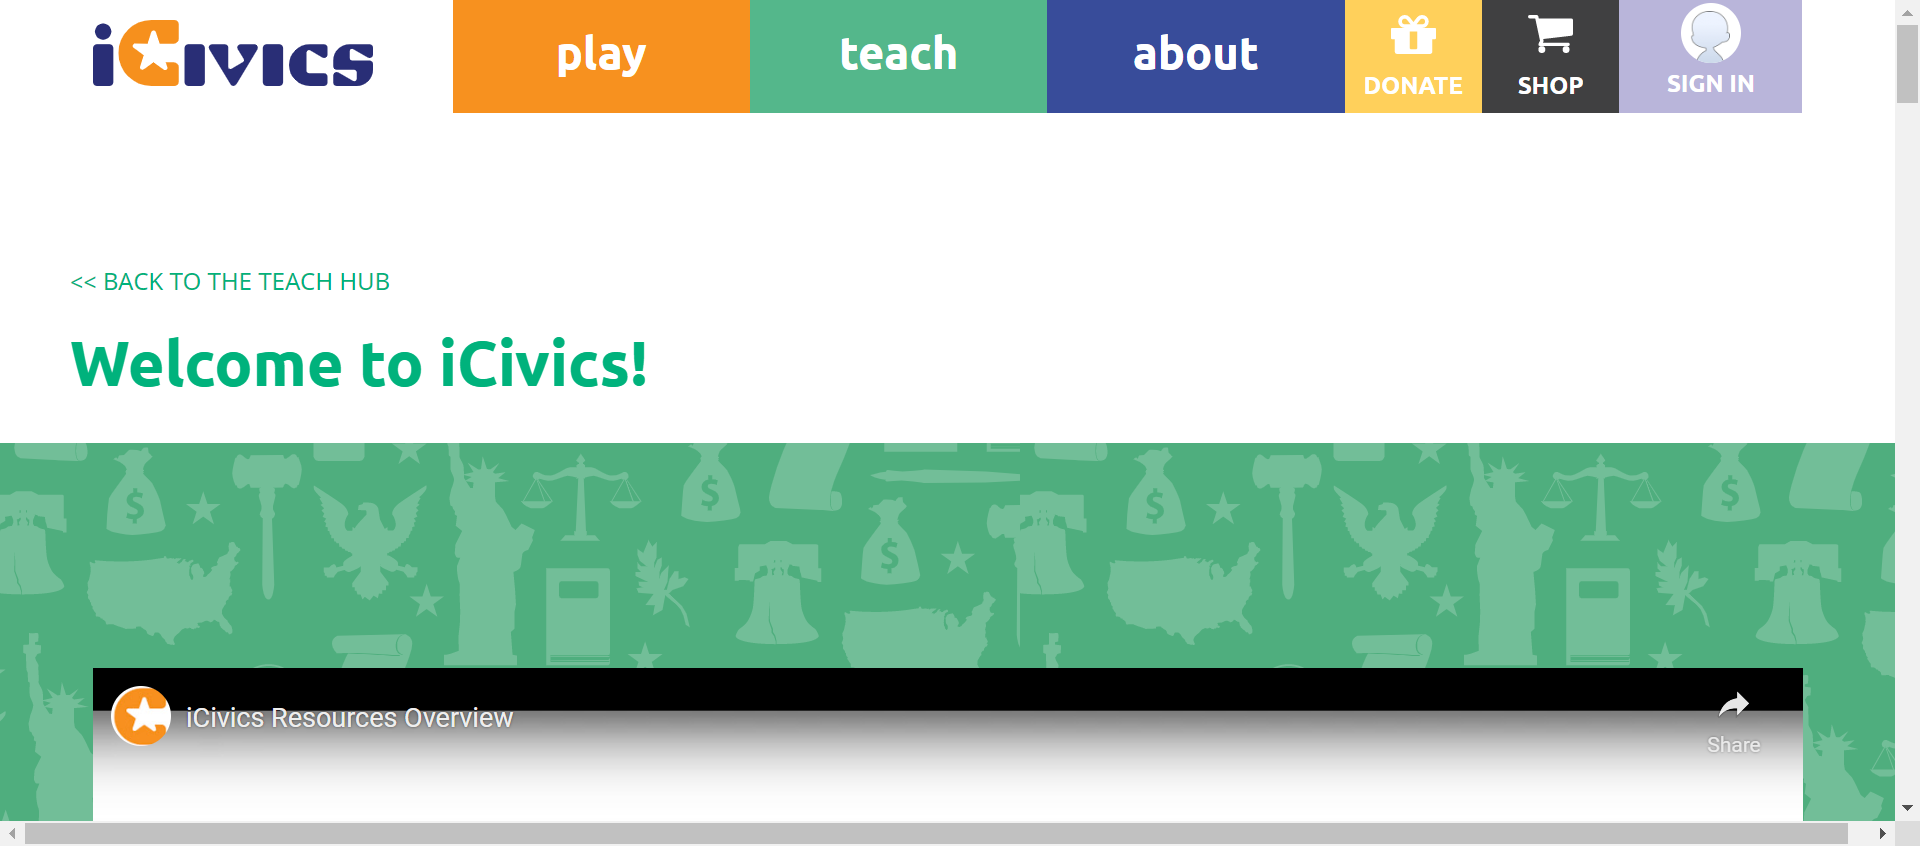 iCivics
play
teach
about
DONATE
SHOP
SIGN IN
<< BACK TO THE TEACH HUB
Welcome to iCivics!
iCivics Resources Overview
Share